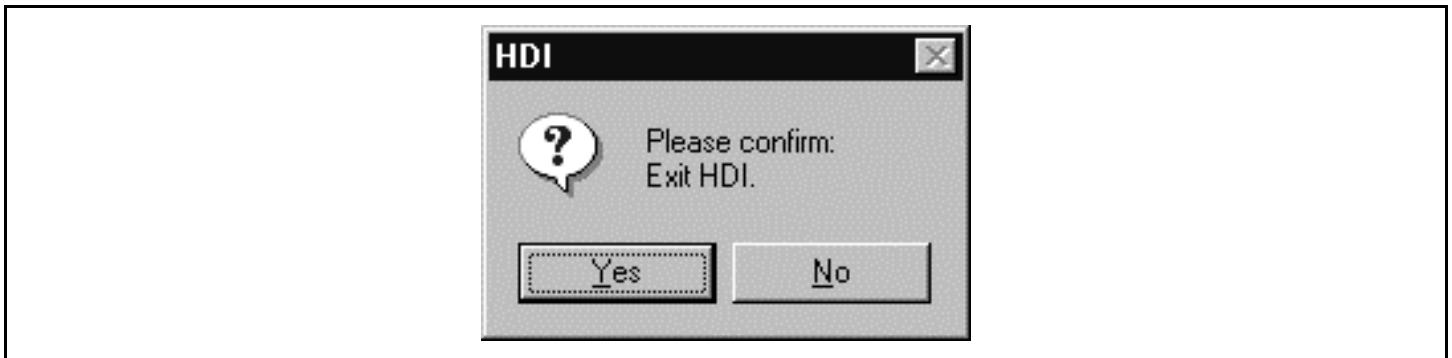 HDI
?
Please confirm:
Exit HDI.
Yes No